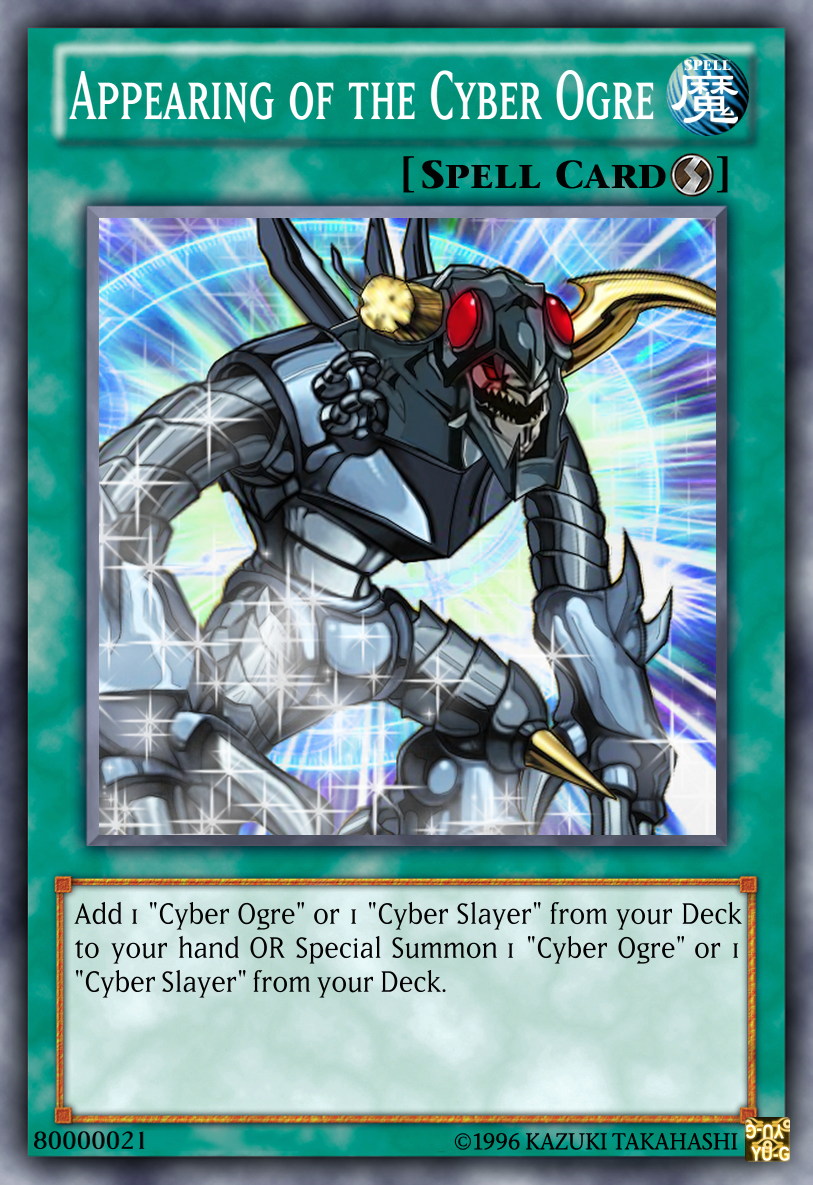 Appearing of the Cyber Ogre
SPELL
魔
[Spell Card]
Add 1 "Cyber Ogre" or 1 "Cyber Slayer" from your Deck
to your hand OR Special Summon 1 "Cyber Ogre" or 1
"Cyber Slayer" from your Deck.
80000021
©1996 KAZUKI TAKAHASHI